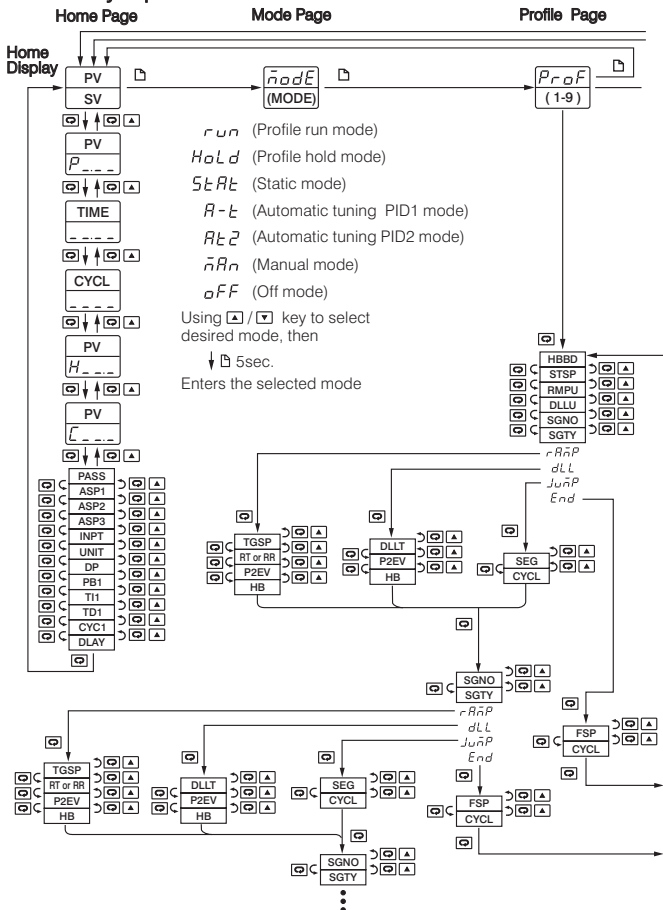 Home Page
Mode Page
Profile Page
Home
Display
PV
SV
modE
(MODE)
ProF
(1-9)
run (Profile run mode)
HoLd (Profile hold mode)
StAt (Static mode)
A-t (Automatic tuning PID1 mode)
At2 (Automatic tuning PID2 mode)
mAn (Manual mode)
oFF (Off mode)
Using ▲ / ▼ key to select
desired mode, then
5sec.
Enters the selected mode
PV
P_ _._ _
TIME
_ _._ _
CYCL
_ _ _ _
PV
H_ _ _._
PV
C_ _ _._
PASS
ASP1
ASP2
ASP3
INPT
UNIT
DP
PB1
TI1
TD1
CYC1
DLAY
HBBD
STSP
RMPU
DLLU
SGNO
SGTY
rAmP
dLL
JumP
End
TGSP
RT or RR
P2EV
HB
DLLT
P2EV
HB
SEG
CYCL
SGNO
SGTY
rAmP
dLL
JumP
End
FSP
CYCL
TGSP
RT or RR
P2EV
HB
DLLT
P2EV
HB
SEG
CYCL
FSP
CYCL
SGNO
SGTY